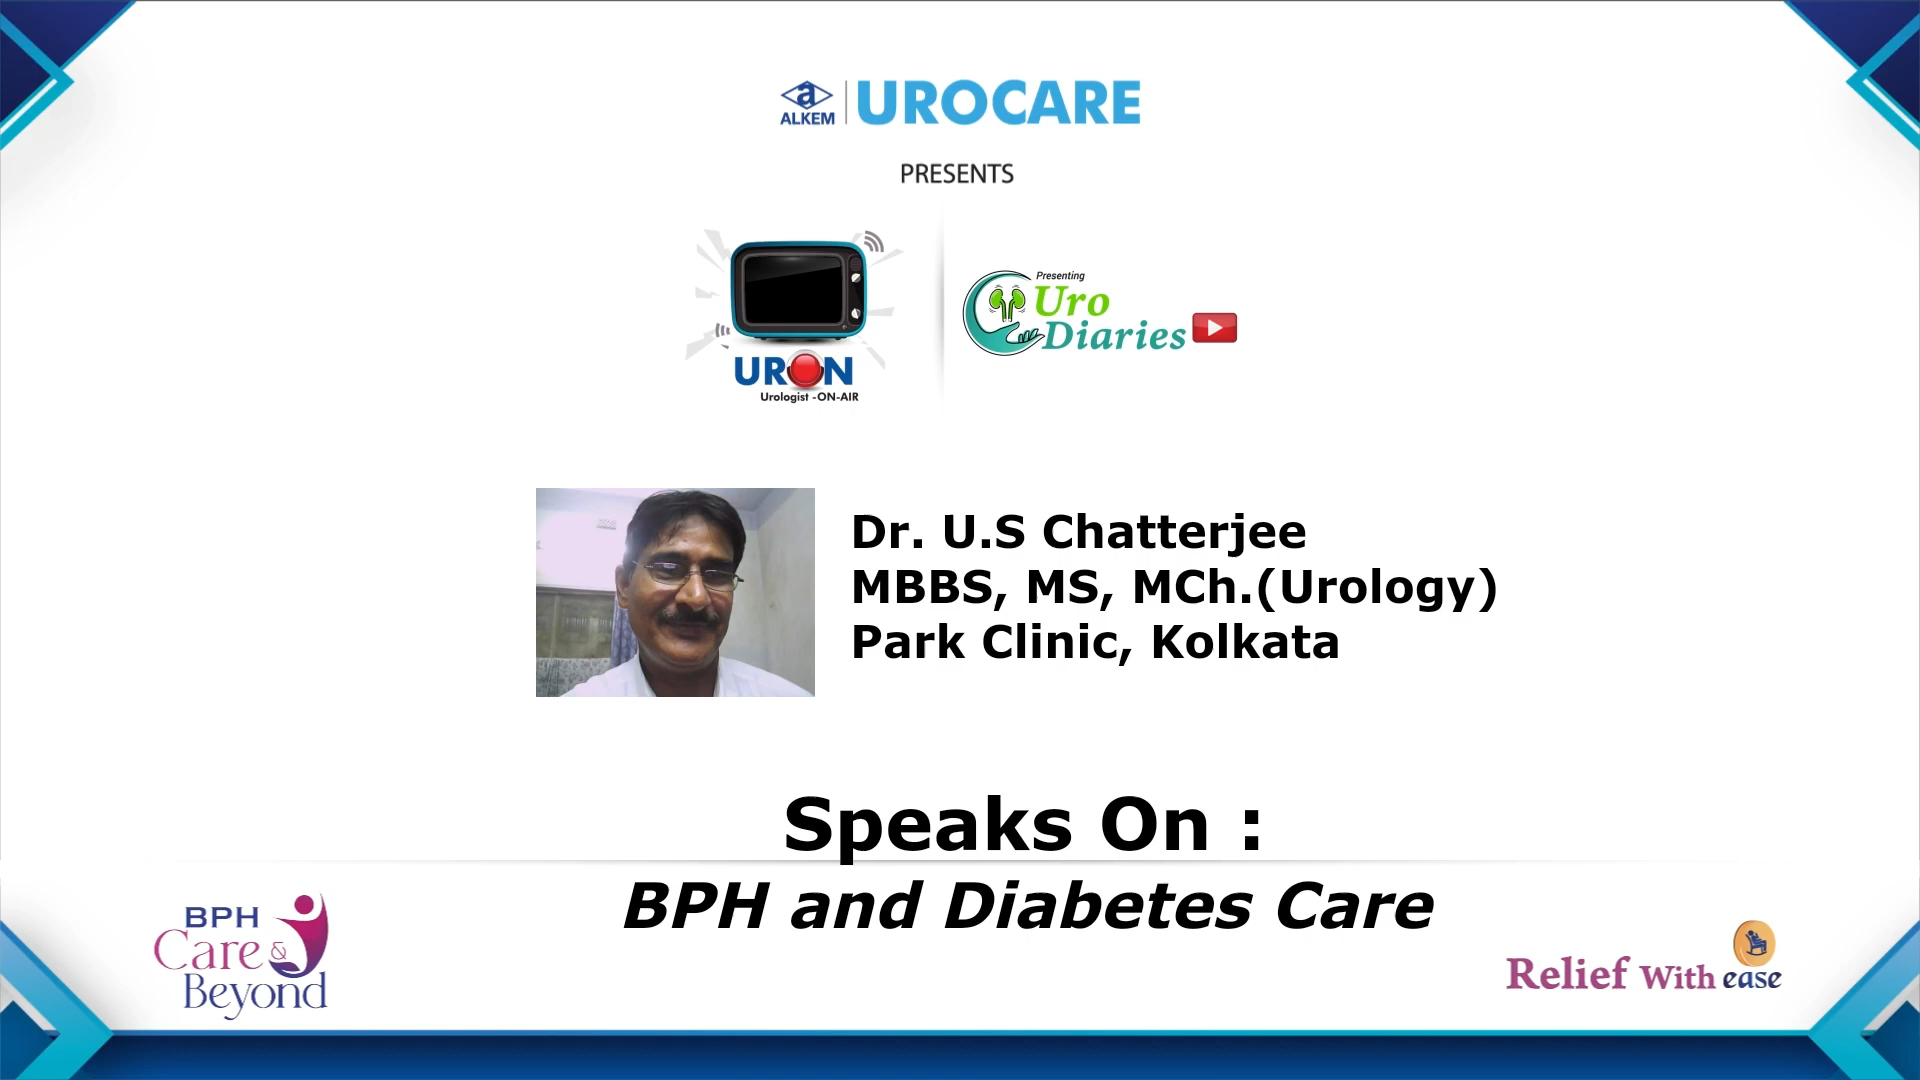 a
ALKEM
UROCARE
PRESENTS
URON
Urologist -ON-AIR
Presenting
Uro
Diaries
Dr. U.S Chatterjee
MBBS, MS, MCh.(Urology)
Park Clinic, Kolkata
Speaks On :
BPH and Diabetes Care
BPH
Care &
Beyond
Relief With ease